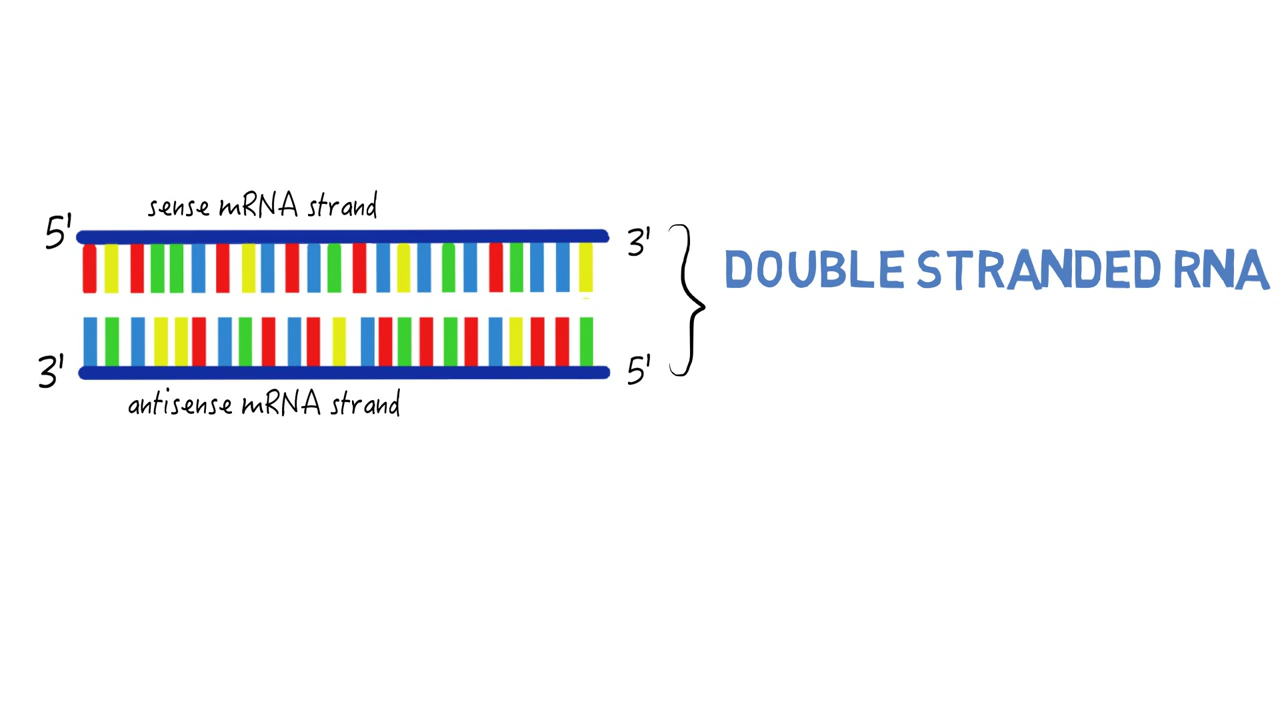 sense mRNA strand
5' 3'
DOUBLE STRANDED RNA
3' 5'
antisense mRNA strand